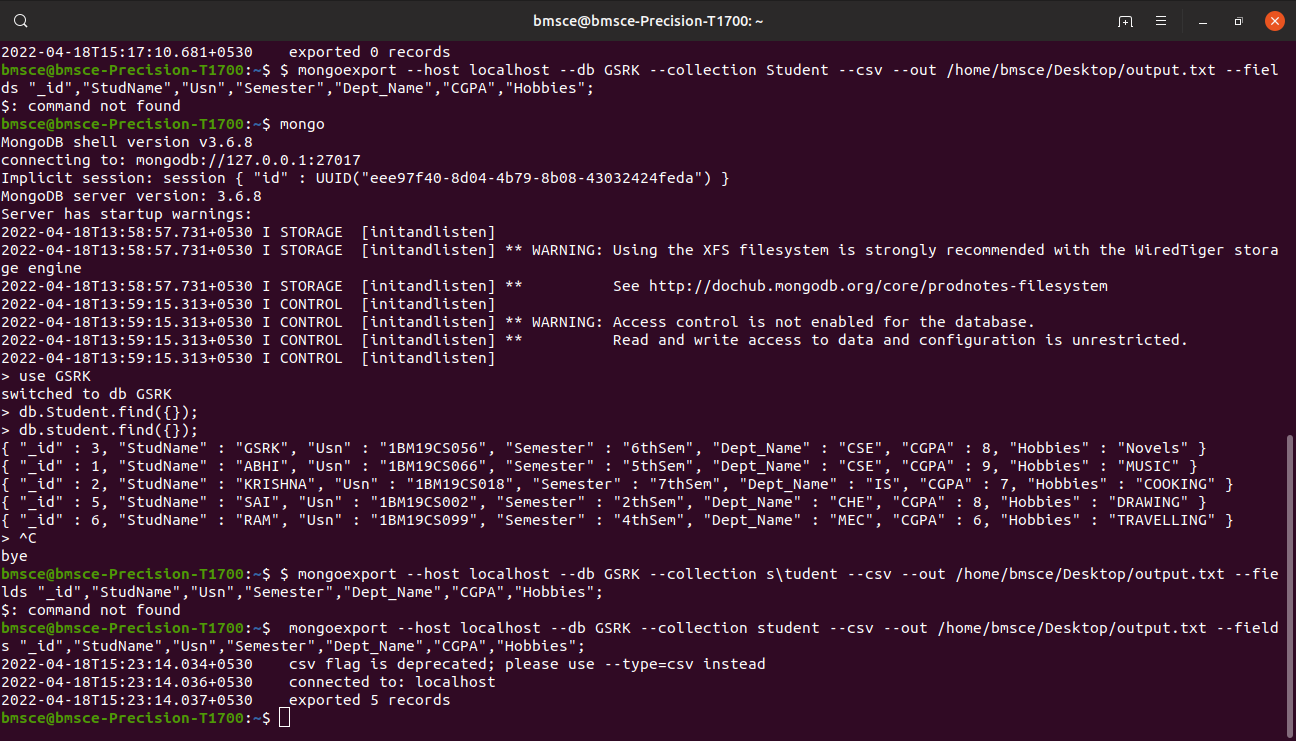 bmsce@bmsce-Precision-T1700: ~
2022-04-18T15:17:10.681+0530    exported 0 records
bmsce@bmsce-Precision-T1700:~$ $ mongoexport --host localhost --db GSRK --collection Student --csv --out /home/bmsce/Desktop/output.txt --fiel
ds "_id","StudName","Usn","Semester","Dept_Name","CGPA","Hobbies";
$: command not found
bmsce@bmsce-Precision-T1700:~$ mongo
MongoDB shell version v3.6.8
connecting to: mongodb://127.0.0.1:27017
Implicit session: session { "id" : UUID("eee97f40-8d04-4b79-8b08-43032424feda") }
MongoDB server version: 3.6.8
Server has startup warnings:
2022-04-18T13:58:57.731+0530 I STORAGE  [initandlisten]
2022-04-18T13:58:57.731+0530 I STORAGE  [initandlisten] ** WARNING: Using the XFS filesystem is strongly recommended with the WiredTiger stora
ge engine
2022-04-18T13:58:57.731+0530 I STORAGE  [initandlisten] **          See http://dochub.mongodb.org/core/prodnotes-filesystem
2022-04-18T13:59:15.313+0530 I CONTROL  [initandlisten]
2022-04-18T13:59:15.313+0530 I CONTROL  [initandlisten] ** WARNING: Access control is not enabled for the database.
2022-04-18T13:59:15.313+0530 I CONTROL  [initandlisten] **          Read and write access to data and configuration is unrestricted.
2022-04-18T13:59:15.313+0530 I CONTROL  [initandlisten]
> use GSRK
switched to db GSRK
> db.Student.find({});
> db.student.find({});
{ "_id" : 3, "StudName" : "GSRK", "Usn" : "1BM19CS056", "Semester" : "6thSem", "Dept_Name" : "CSE", "CGPA" : 8, "Hobbies" : "Novels" }
{ "_id" : 1, "StudName" : "ABHI", "Usn" : "1BM19CS066", "Semester" : "5thSem", "Dept_Name" : "CSE", "CGPA" : 9, "Hobbies" : "MUSIC" }
{ "_id" : 2, "StudName" : "KRISHNA", "Usn" : "1BM19CS018", "Semester" : "7thSem", "Dept_Name" : "IS", "CGPA" : 7, "Hobbies" : "COOKING" }
{ "_id" : 5, "StudName" : "SAI", "Usn" : "1BM19CS002", "Semester" : "2thSem", "Dept_Name" : "CHE", "CGPA" : 8, "Hobbies" : "DRAWING" }
{ "_id" : 6, "StudName" : "RAM", "Usn" : "1BM19CS099", "Semester" : "4thSem", "Dept_Name" : "MEC", "CGPA" : 6, "Hobbies" : "TRAVELLING" }
> ^C
bye
bmsce@bmsce-Precision-T1700:~$ $ mongoexport --host localhost --db GSRK --collection s\tudent --csv --out /home/bmsce/Desktop/output.txt --fie
lds "_id","StudName","Usn","Semester","Dept_Name","CGPA","Hobbies";
$: command not found
bmsce@bmsce-Precision-T1700:~$  mongoexport --host localhost --db GSRK --collection student --csv --out /home/bmsce/Desktop/output.txt --field
s "_id","StudName","Usn","Semester","Dept_Name","CGPA","Hobbies";
2022-04-18T15:23:14.034+0530    csv flag is deprecated; please use --type=csv instead
2022-04-18T15:23:14.036+0530    connected to: localhost
2022-04-18T15:23:14.037+0530    exported 5 records
bmsce@bmsce-Precision-T1700:~$